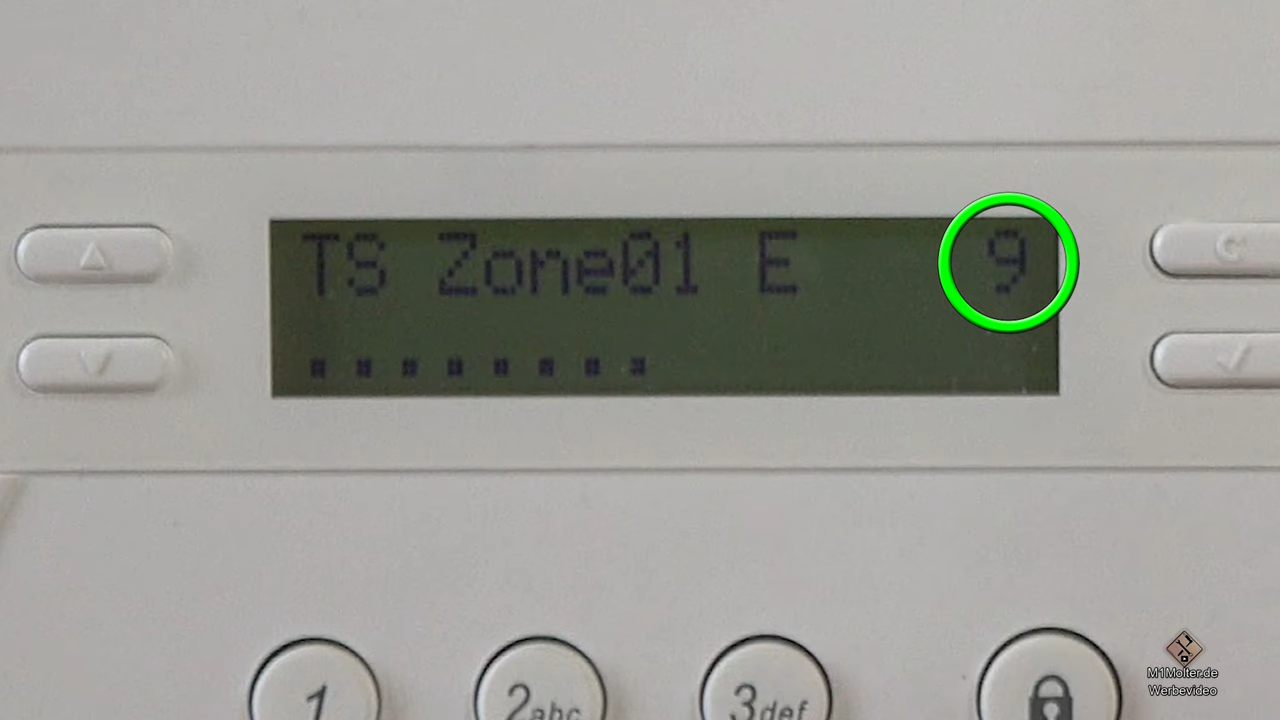 TS Zone01 E 9
. . . . . . . .
C
1
2abc
3def
M1Molter.de
Werbevideo